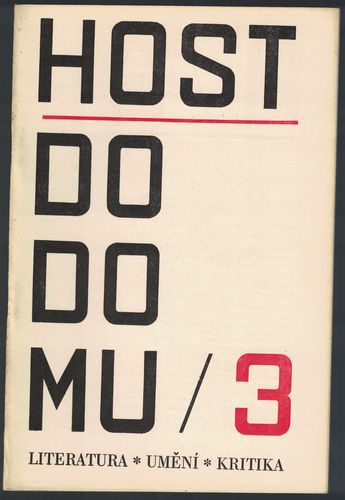 HOST
DO
DO
MU / 3
LITERATURA * UMĚNÍ * KRITIKA